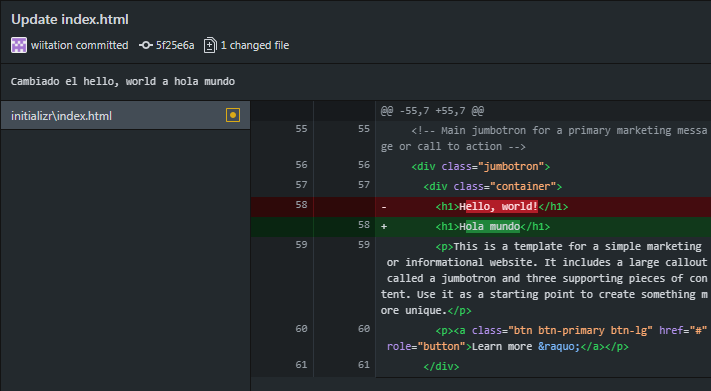 Update index.html
wiitation committed 5f25e6a 1 changed file
Cambiado el hello, world a hola mundo
initializr\index.html
@@ -55,7 +55,7 @@
55 55 <!-- Main jumbotron for a primary marketing messa
ge or call to action -->
56 56 <div class="jumbotron">
57 57 <div class="container">
58 - <h1>Hello, world!</h1>
58 + <h1>Hola mundo</h1>
59 59 <p>This is a template for a simple marketing
or informational website. It includes a large callout
called a jumbotron and three supporting pieces of con
tent. Use it as a starting point to create something m
ore unique.</p>
60 60 <p><a class="btn btn-primary btn-lg" href="#"
role="button">Learn more &raquo;</a></p>
61 61 </div>